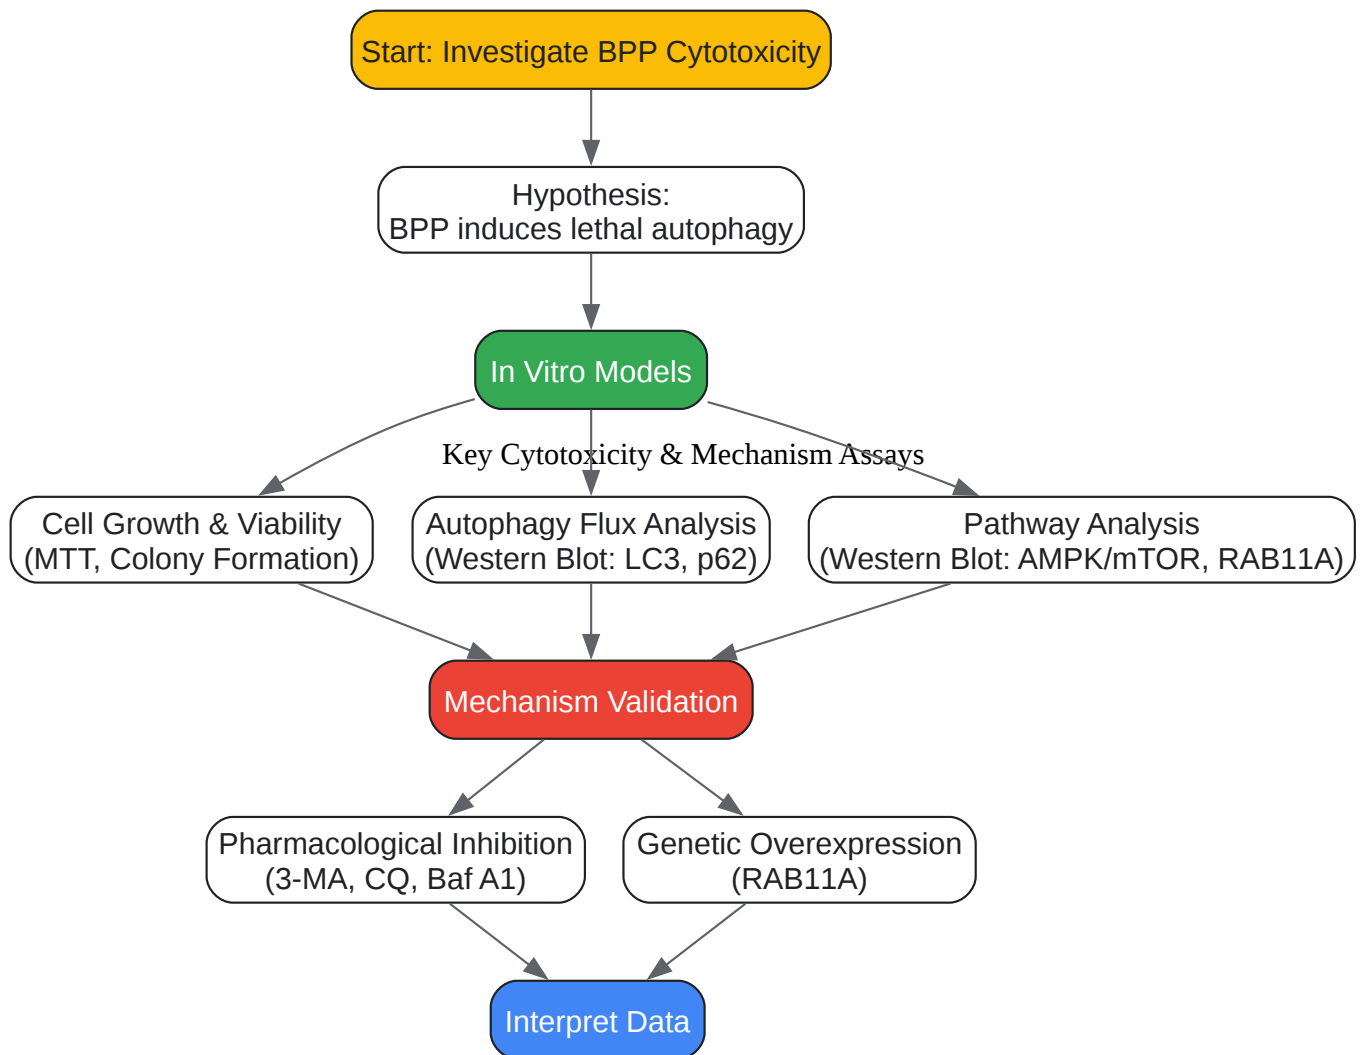 Start: Investigate BPP Cytotoxicity
Hypothesis:
BPP induces lethal autophagy
In Vitro Models
Key Cytotoxicity & Mechanism Assays
Cell Growth & Viability
(MTT, Colony Formation)
Autophagy Flux Analysis
(Western Blot: LC3, p62)
Pathway Analysis
(Western Blot: AMPK/mTOR, RAB11A)
Mechanism Validation
Pharmacological Inhibition
(3-MA, CQ, Baf A1)
Genetic Overexpression
(RAB11A)
Interpret Data